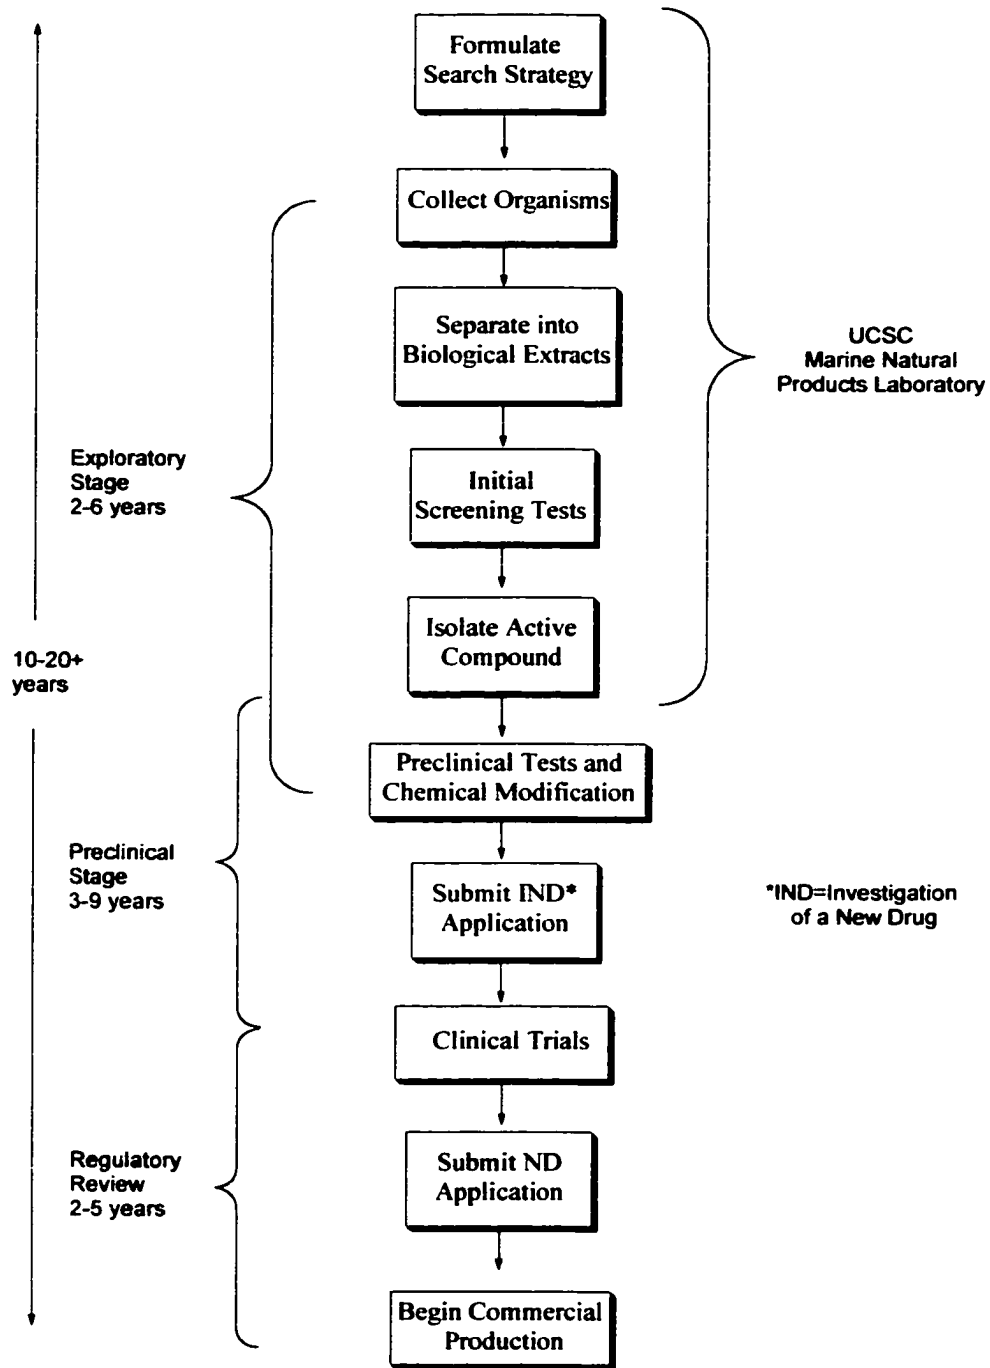 Formulate
Search Strategy
Collect Organisms
Separate into
Biological Extracts
UCSC
Marine Natural
Products Laboratory
Exploratory
Stage
2-6 years
Initial
Screening Tests
Isolate Active
Compound
10-20+
years
Preclinical Tests and
Chemical Modification
Preclinical
Stage
3-9 years
Submit IND*
Application
*IND=Investigation
of a New Drug
Clinical Trials
Regulatory
Review
2-5 years
Submit ND
Application
Begin Commercial
Production